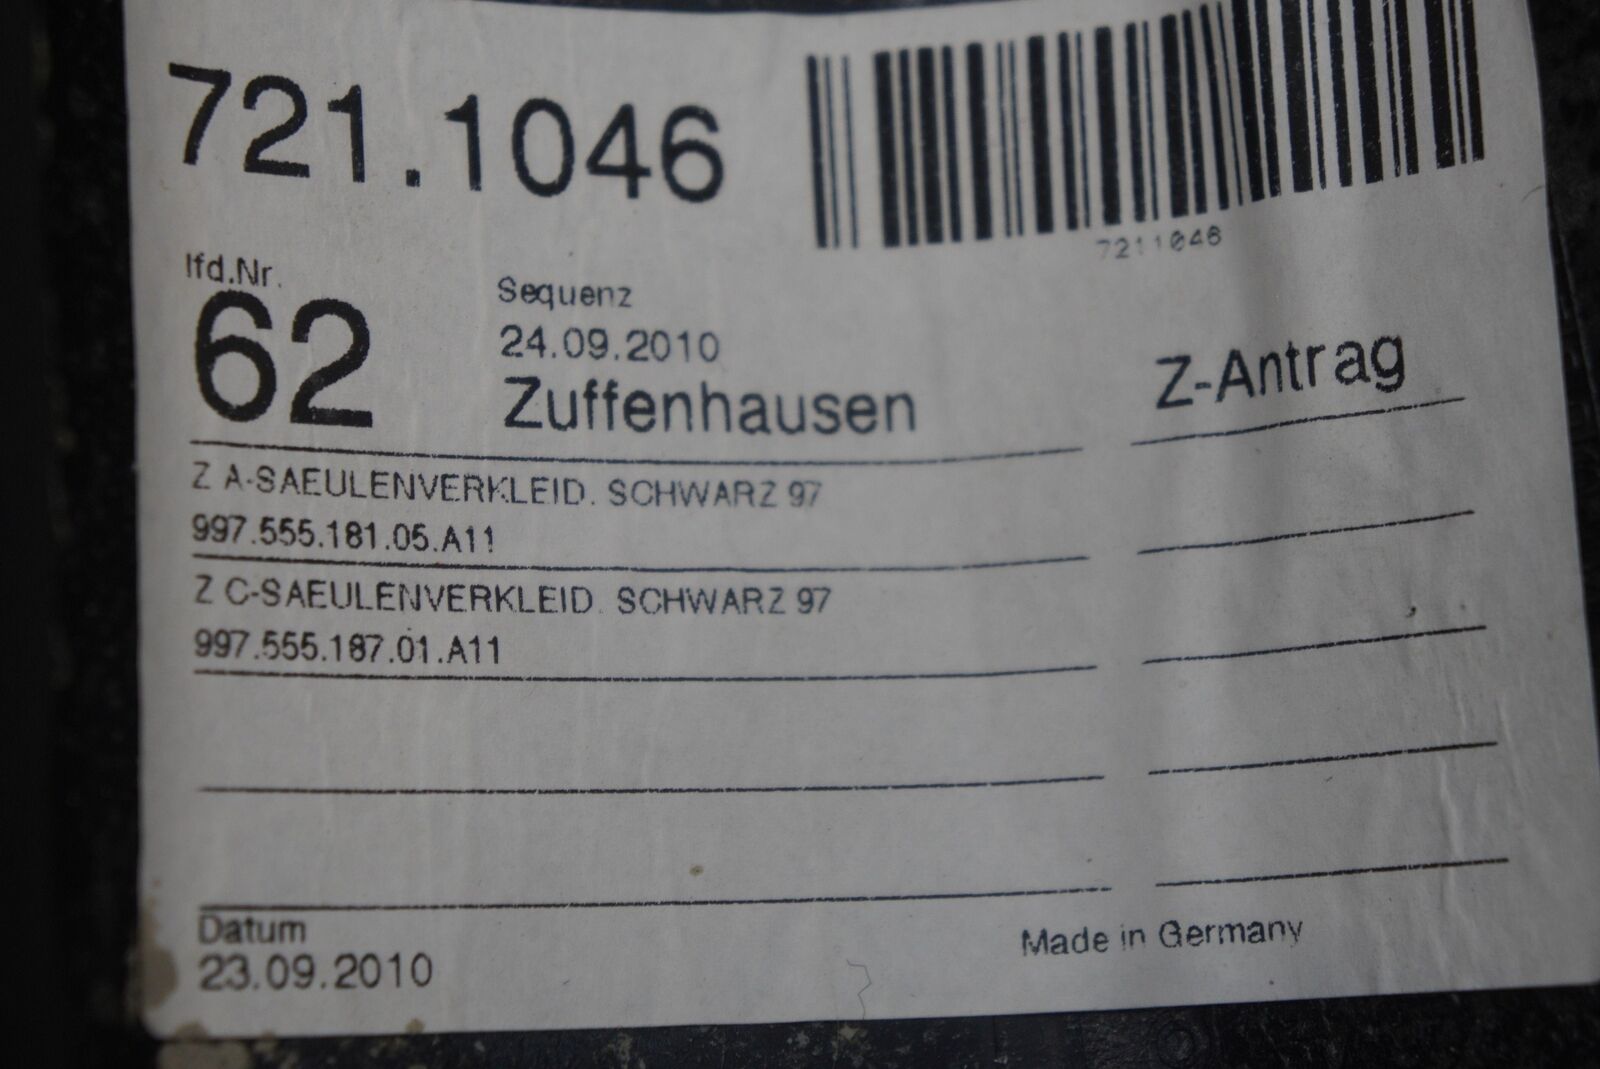 721.1046
7211046
lfd.Nr.
62
Sequenz
24.09.2010
Zuffenhausen
Z-Antrag
Z A-SAEULENVERKLEID. SCHWARZ 97
997.555.181.05.A11
Z C-SAEULENVERKLEID. SCHWARZ 97
997.555.187.01.A11
Datum
23.09.2010
Made in Germany